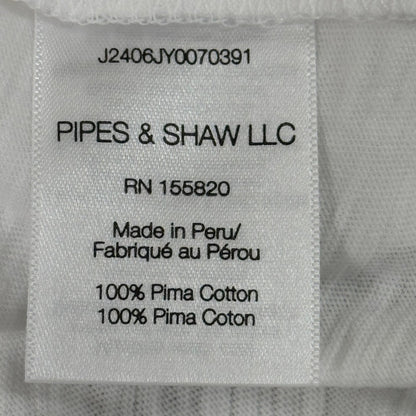 J2406JY0070391
PIPES & SHAW LLC
RN 155820
Made in Peru/
Fabriqué au Pérou
100% Pima Cotton
100% Pima Coton